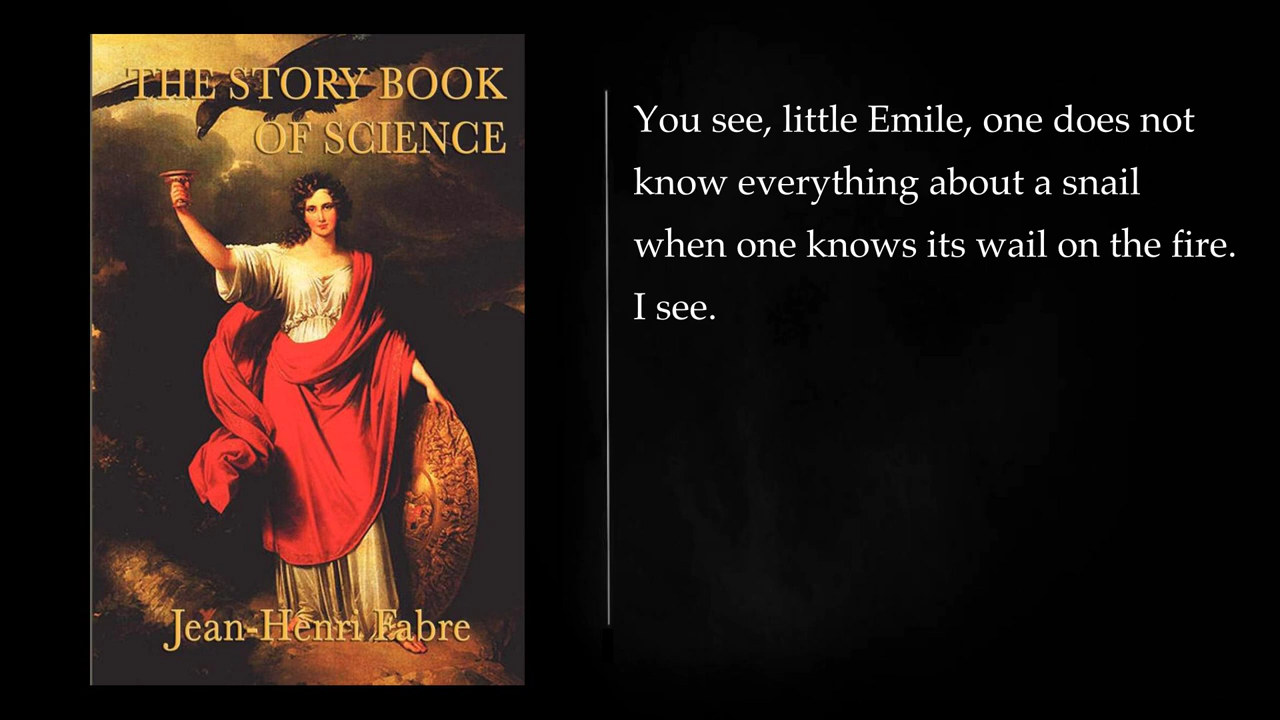 THE STORY BOOK
OF SCIENCE
Jean-Henri Fabre
You see, little Emile, one does not
know everything about a snail
when one knows its wail on the fire.
I see.